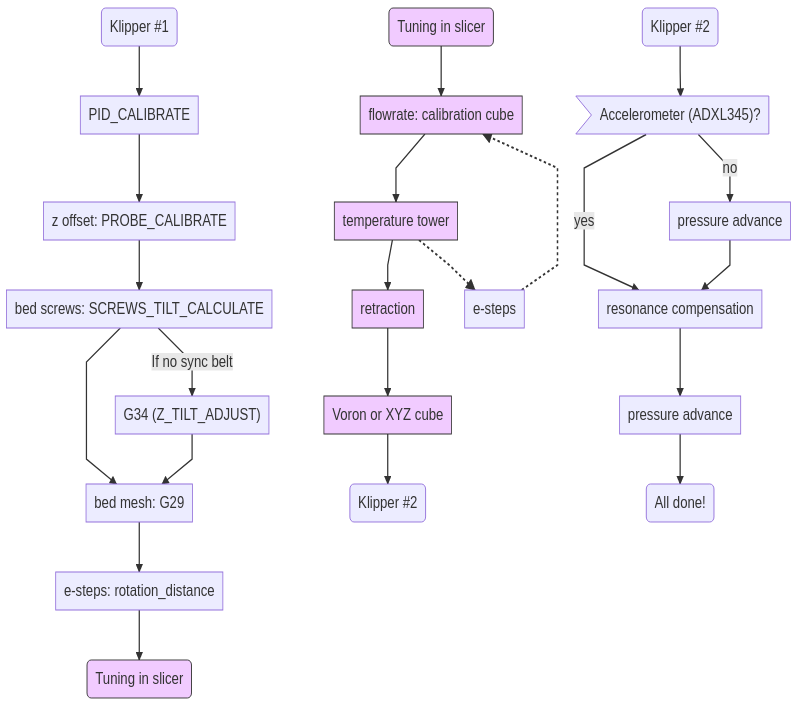 Klipper #1
PID_CALIBRATE
z offset: PROBE_CALIBRATE
bed screws: SCREWS_TILT_CALCULATE
If no sync belt
G34 (Z_TILT_ADJUST)
bed mesh: G29
e-steps: rotation_distance
Tuning in slicer
Tuning in slicer
flowrate: calibration cube
temperature tower
retraction
e-steps
Voron or XYZ cube
Klipper #2
Klipper #2
Accelerometer (ADXL345)?
no
yes
pressure advance
resonance compensation
pressure advance
All done!